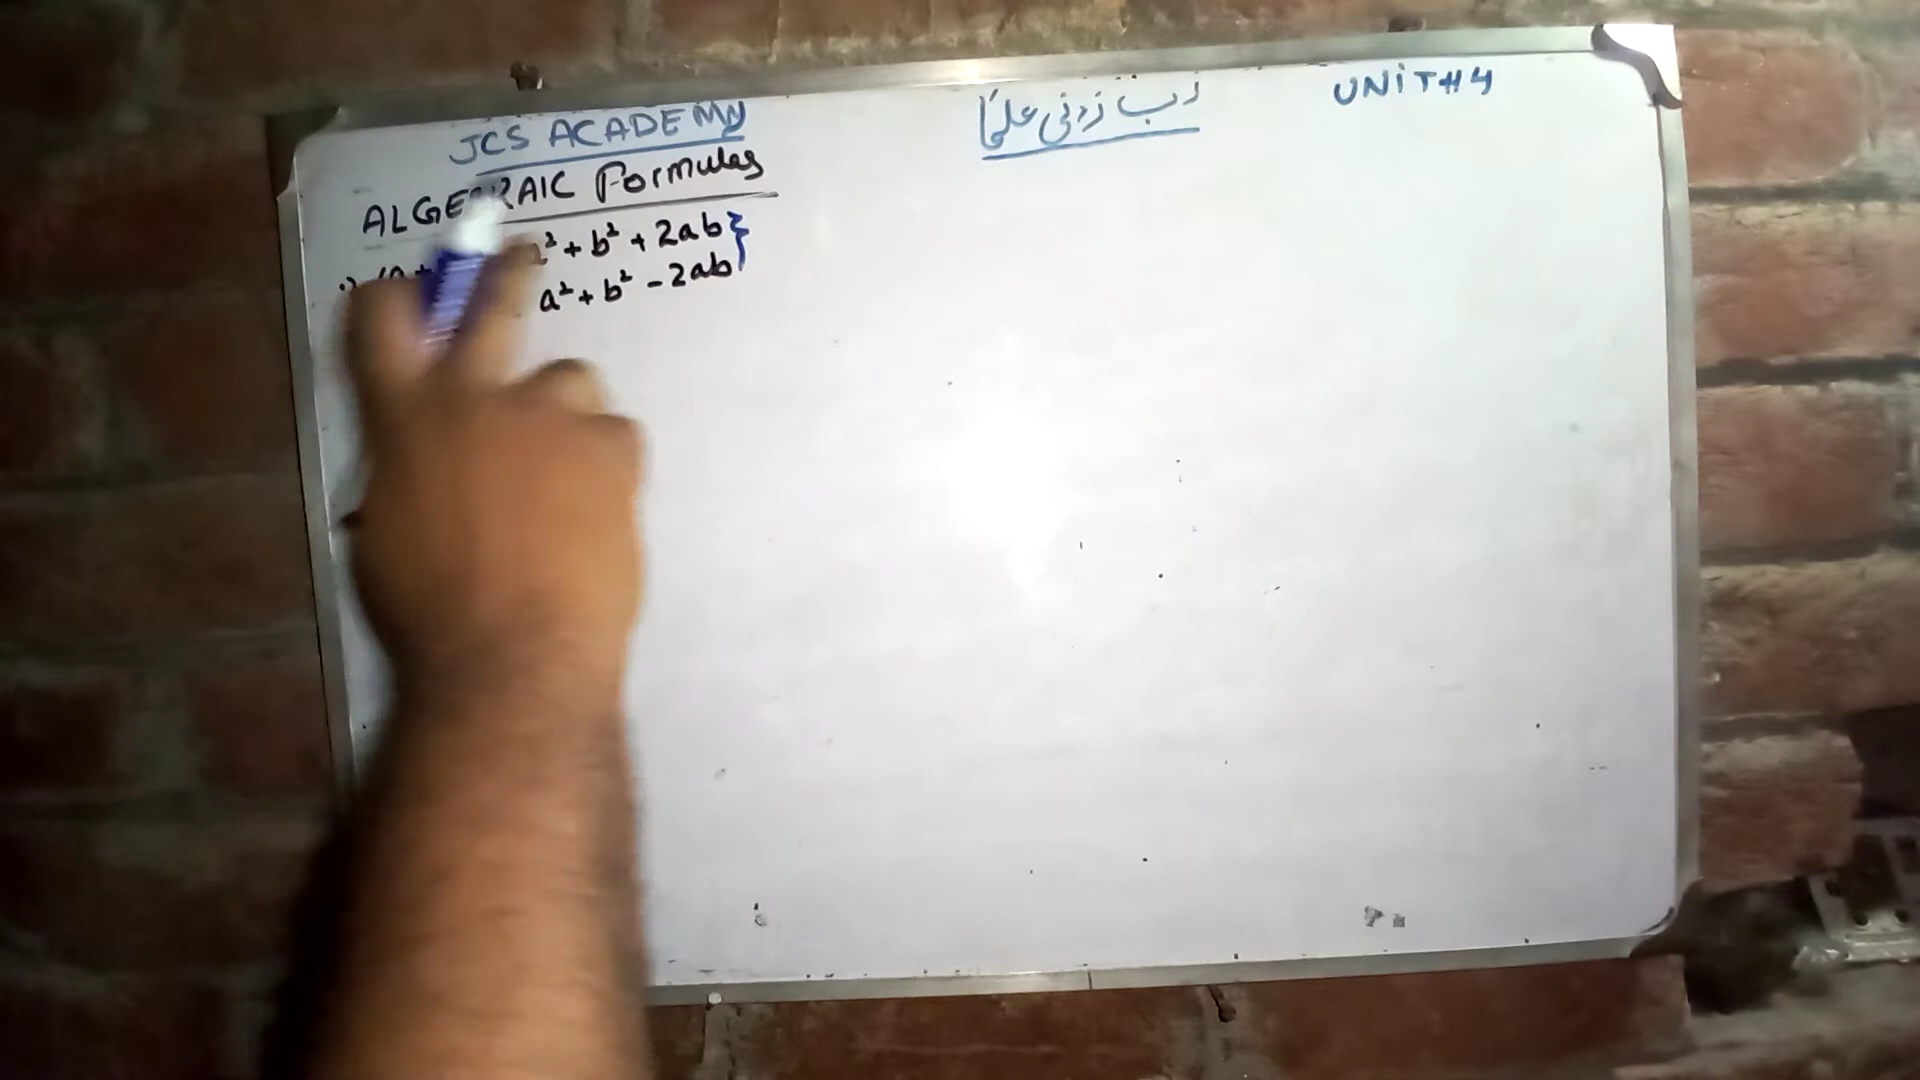 JCS ACADEMY
رب زدنی علماً
UNIT#4
ALGEBRAIC Formulas
a² + b² + 2ab }
a² + b² - 2ab